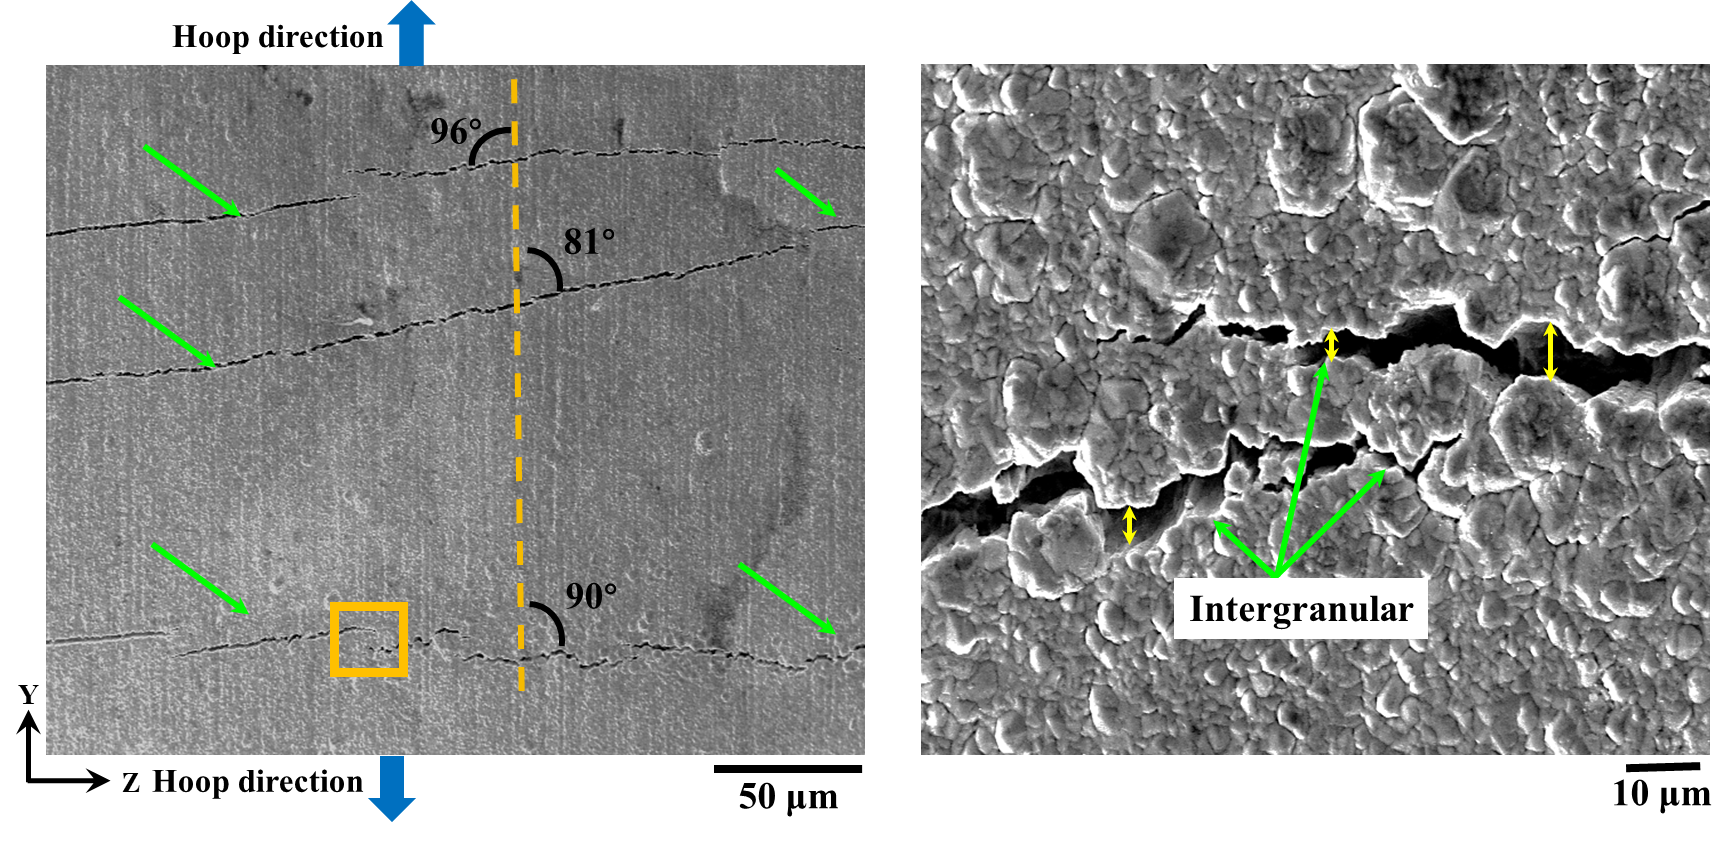 Hoop direction
96°
81°
90°
Y
Z
Hoop direction
50 µm
Intergranular
10 µm